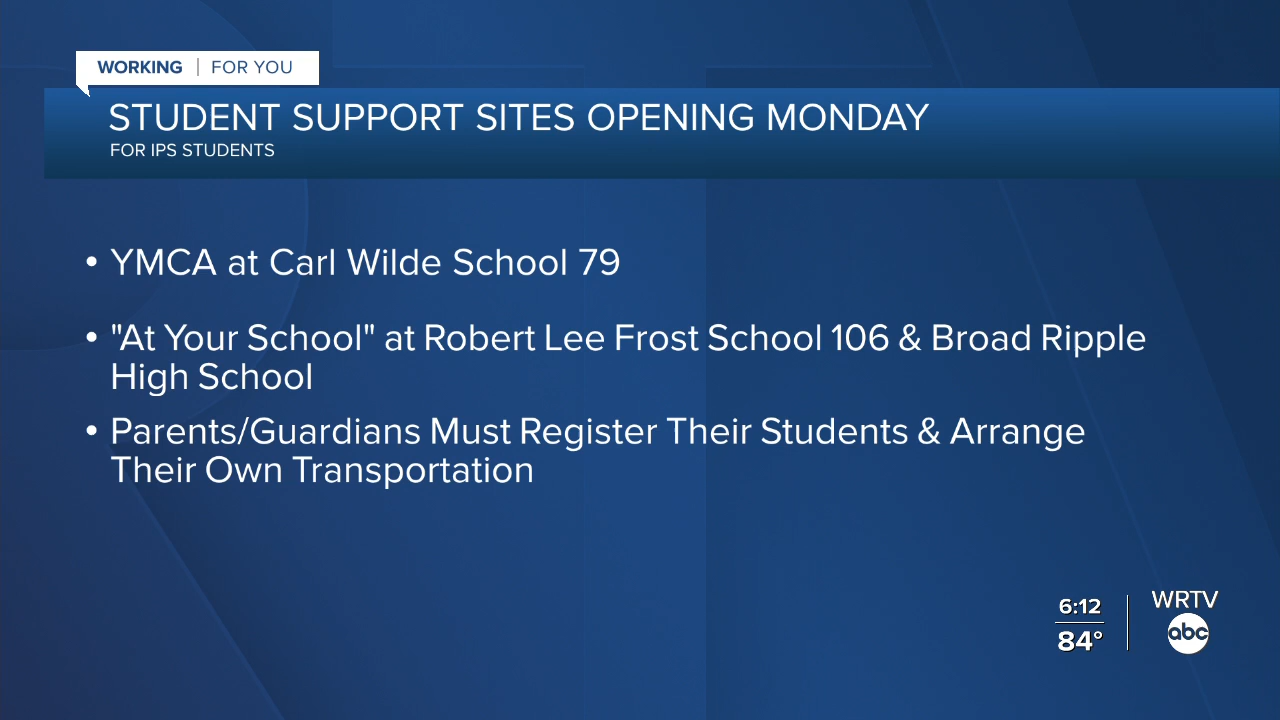 WORKING | FOR YOU
STUDENT SUPPORT SITES OPENING MONDAY
FOR IPS STUDENTS
• YMCA at Carl Wilde School 79
• "At Your School" at Robert Lee Frost School 106 & Broad Ripple
High School
• Parents/Guardians Must Register Their Students & Arrange
Their Own Transportation
6:12
84°
WRTV
abc